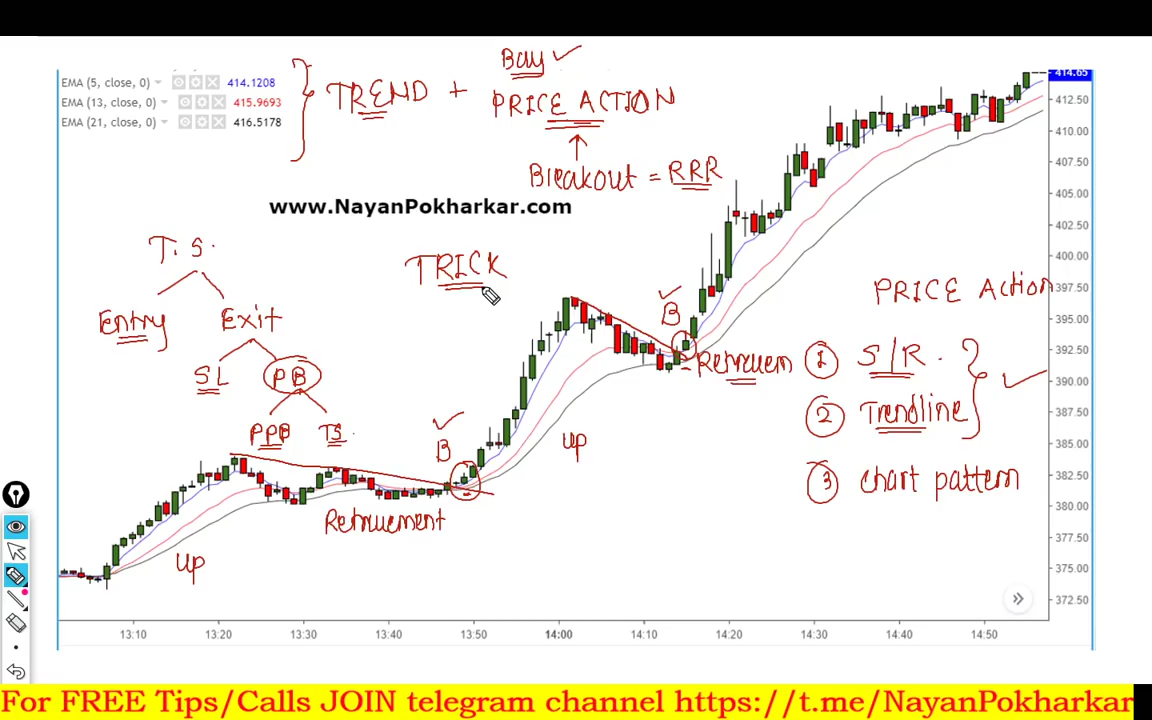 Bay ✓
EMA (5, close, 0) 414.1208
EMA (13, close, 0) 415.9693
EMA (21, close, 0) 416.5178
TREND + PRICE ACTION
Breakout = RRR
www.NayanPokharkar.com
T. S.
Entry Exit
SL PB
PPB TS
TRICK
B
B
up
Retruement
up
Retruem
PRICE Action
1 S/R.
2 Trendline
3 chart pattern
414.65
412.50
410.00
407.50
405.00
402.50
400.00
397.50
395.00
392.50
390.00
387.50
385.00
382.50
380.00
377.50
375.00
372.50
13:10 13:20 13:30 13:40 13:50 14:00 14:10 14:20 14:30 14:40 14:50
For FREE Tips/Calls JOIN telegram channel https://t.me/NayanPokharkar